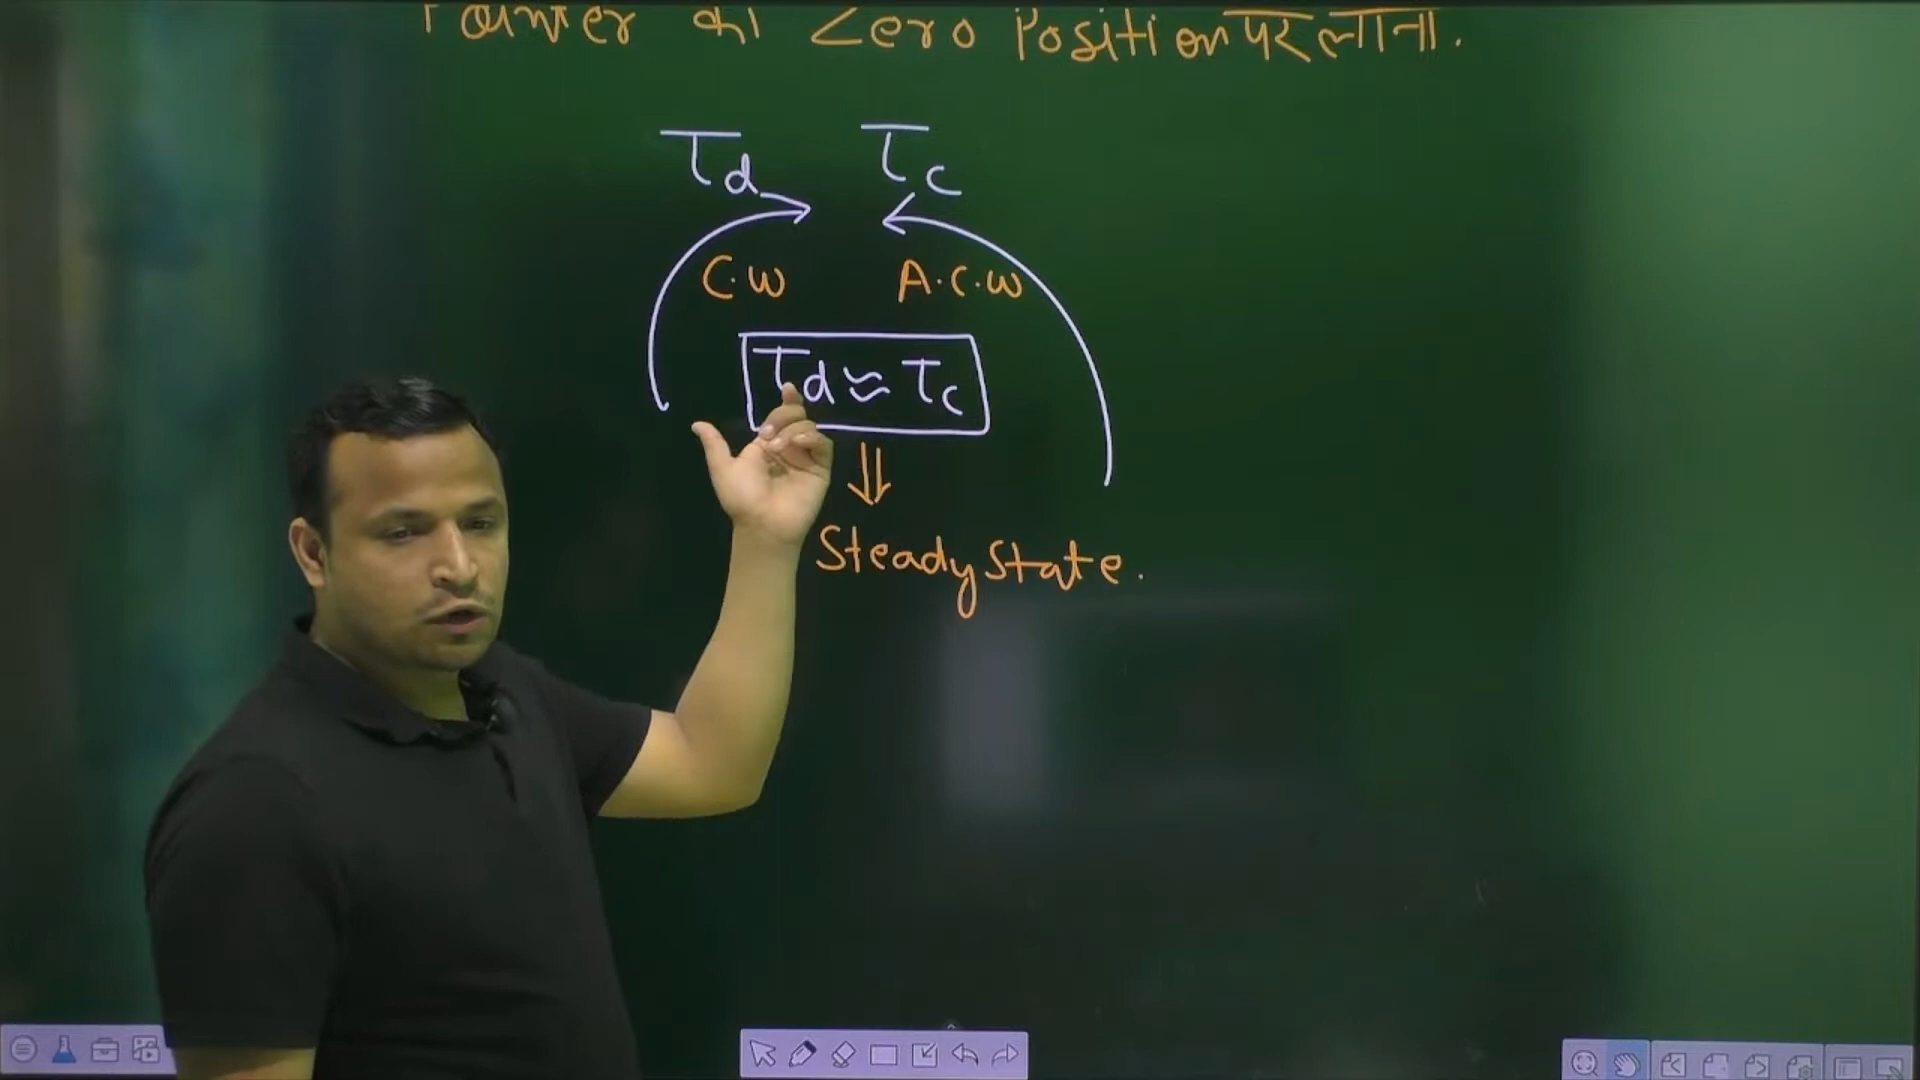 Pointer को Zero Position पर लाना.
Td Tc
C.W A.C.W
Td ≈ Tc
⇓
Steady State.